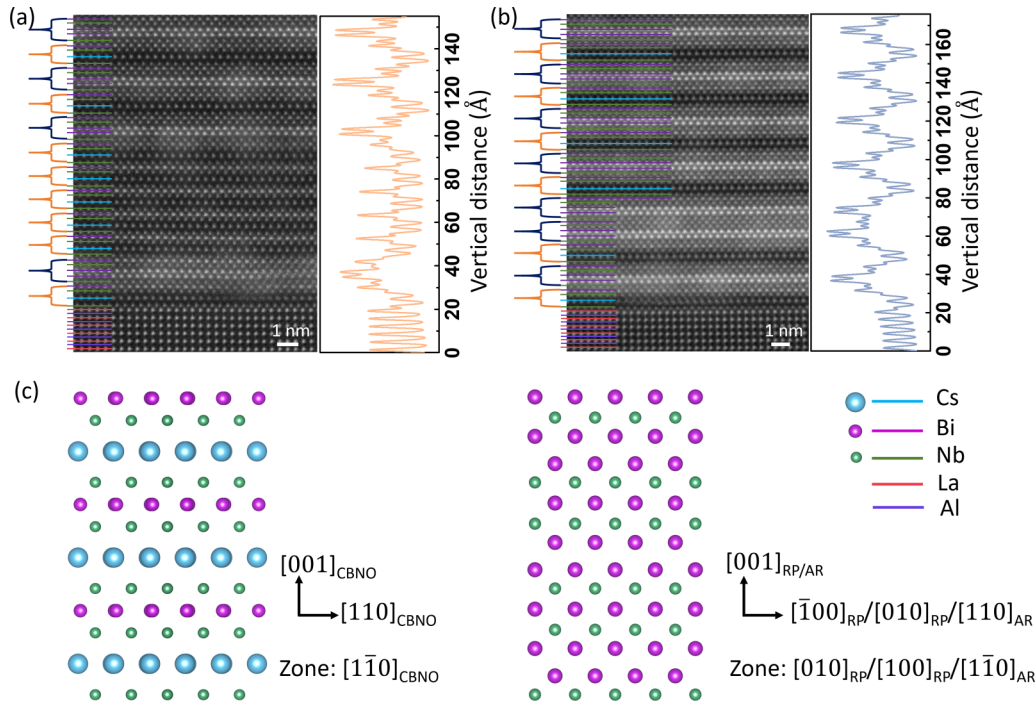 (a)
140
120
100
80
60
40
20
0
Vertical distance (Å)
1 nm
(b)
160
140
120
100
80
60
40
20
0
Vertical distance (Å)
1 nm
(c)
[001]CBNO
[110]CBNO
Zone: [11̄0]CBNO
[001]RP/AR
[1̄00]RP/[010]RP/[110]AR
Zone: [010]RP/[100]RP/[11̄0]AR
Cs
Bi
Nb
La
Al